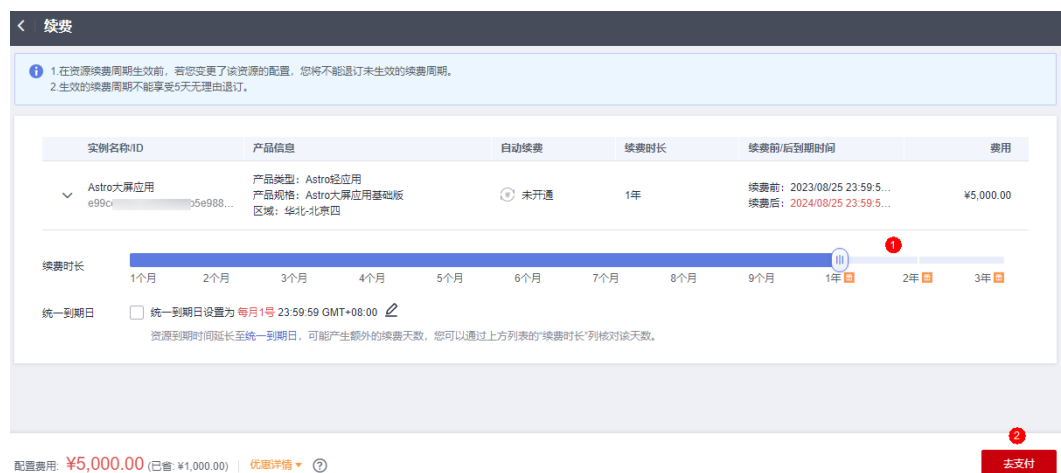 续费
1.在资源续费周期生效前，若您变更了该资源的配置，您将不能退订未生效的续费周期。
2.生效的续费周期不能享受5天无理由退订。
实例名称/ID 产品信息 自动续费 续费时长 续费前/后到期时间 费用
Astro大屏应用
产品类型：Astro轻应用
产品规格：Astro大屏应用基础版
区域：华北-北京四
未开通
1年
续费前：2023/08/25 23:59:5...
续费后：2024/08/25 23:59:5...
¥5,000.00
1
续费时长
1个月 2个月 3个月 4个月 5个月 6个月 7个月 8个月 9个月 1年 2年 3年
统一到期日 统一到期日设置为 每月1号 23:59:59 GMT+08:00
资源到期时间延长至统一到期日，可能产生额外的续费天数，您可以通过上方列表的“续费时长”列核对该天数。
2
配置费用: ¥5,000.00 (已省: ¥1,000.00) 优惠详情 ?
去支付